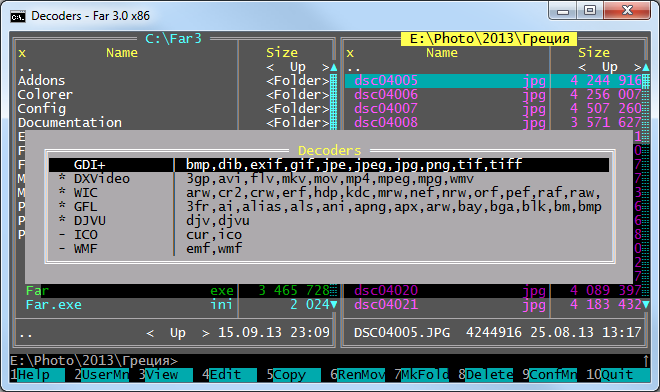 Decoders - Far 3.0 x86
C:\Far3
E:\Photo\2013\Греция
x Name Size x Name Size
.. < Up > .. < Up >
Addons <Folder> dsc04005 jpg 4 244 916
Colorer <Folder> dsc04006 jpg 4 256 007
Config <Folder> dsc04007 jpg 4 507 260
Documentation <Folder> dsc04008 jpg 3 571 627
Decoders
GDI+ bmp,dib,exif,gif,jpe,jpeg,jpg,png,tif,tiff
* DXVideo 3gp,avi,flv,mkv,mov,mp4,mpeg,mpg,wmv
* WIC arw,cr2,crw,erf,hdp,kdc,mrw,nef,nrw,orf,pef,raf,raw,
* GFL 3fr,ai,alias,als,ani,apng,apx,arw,bay,bga,blk,bm,bmp
* DJVU djv,djvu
- ICO cur,ico
- WMF emf,wmf
Far exe 3 465 728 dsc04020 jpg 4 089 397
Far.exe ini 2 024 dsc04021 jpg 4 183 432
.. < Up > 15.09.13 23:09 DSC04005.JPG 4244916 25.08.13 13:17
E:\Photo\2013\Греция>
1Help 2UserMn 3View 4Edit 5Copy 6RenMov 7MkFold 8Delete 9ConfMn 10Quit